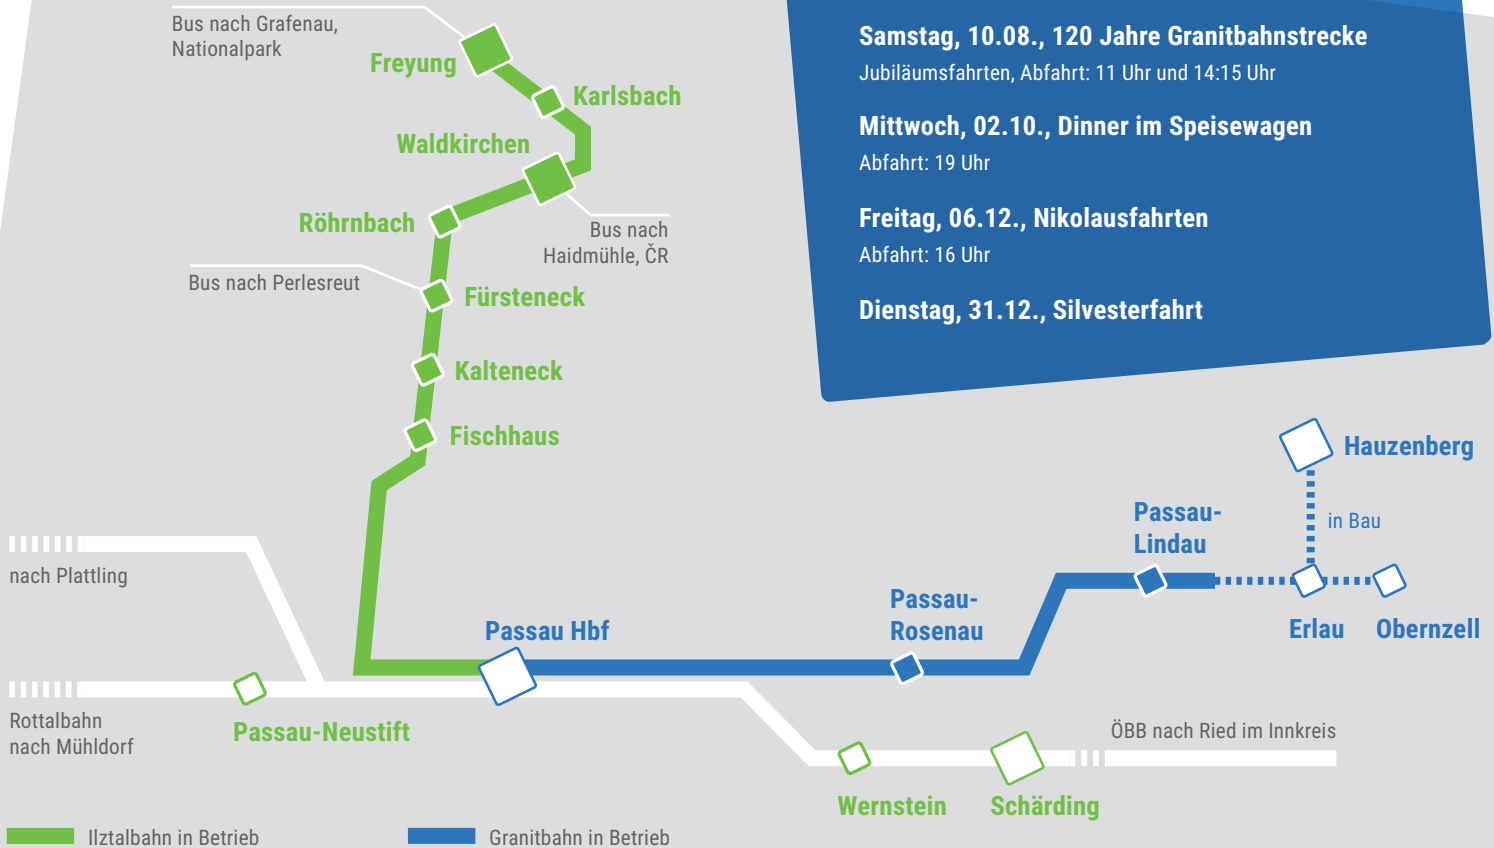 Bus nach Grafenau,
Nationalpark
Freyung
Karlsbach
Waldkirchen
Röhrnbach
Bus nach
Haidmühle, ČR
Bus nach Perlesreut
Fürsteneck
Kalteneck
Fischhaus
Samstag, 10.08., 120 Jahre Granitbahnstrecke
Jubiläumsfahrten, Abfahrt: 11 Uhr und 14:15 Uhr
Mittwoch, 02.10., Dinner im Speisewagen
Abfahrt: 19 Uhr
Freitag, 06.12., Nikolausfahrten
Abfahrt: 16 Uhr
Dienstag, 31.12., Silvesterfahrt
Hauzenberg
in Bau
Passau-
Lindau
Erlau
Obernzell
Passau-
Rosenau
Passau Hbf
nach Plattling
Rottalbahn
nach Mühldorf
Passau-Neustift
ÖBB nach Ried im Innkreis
Wernstein
Schärding
Ilztalbahn in Betrieb
Granitbahn in Betrieb